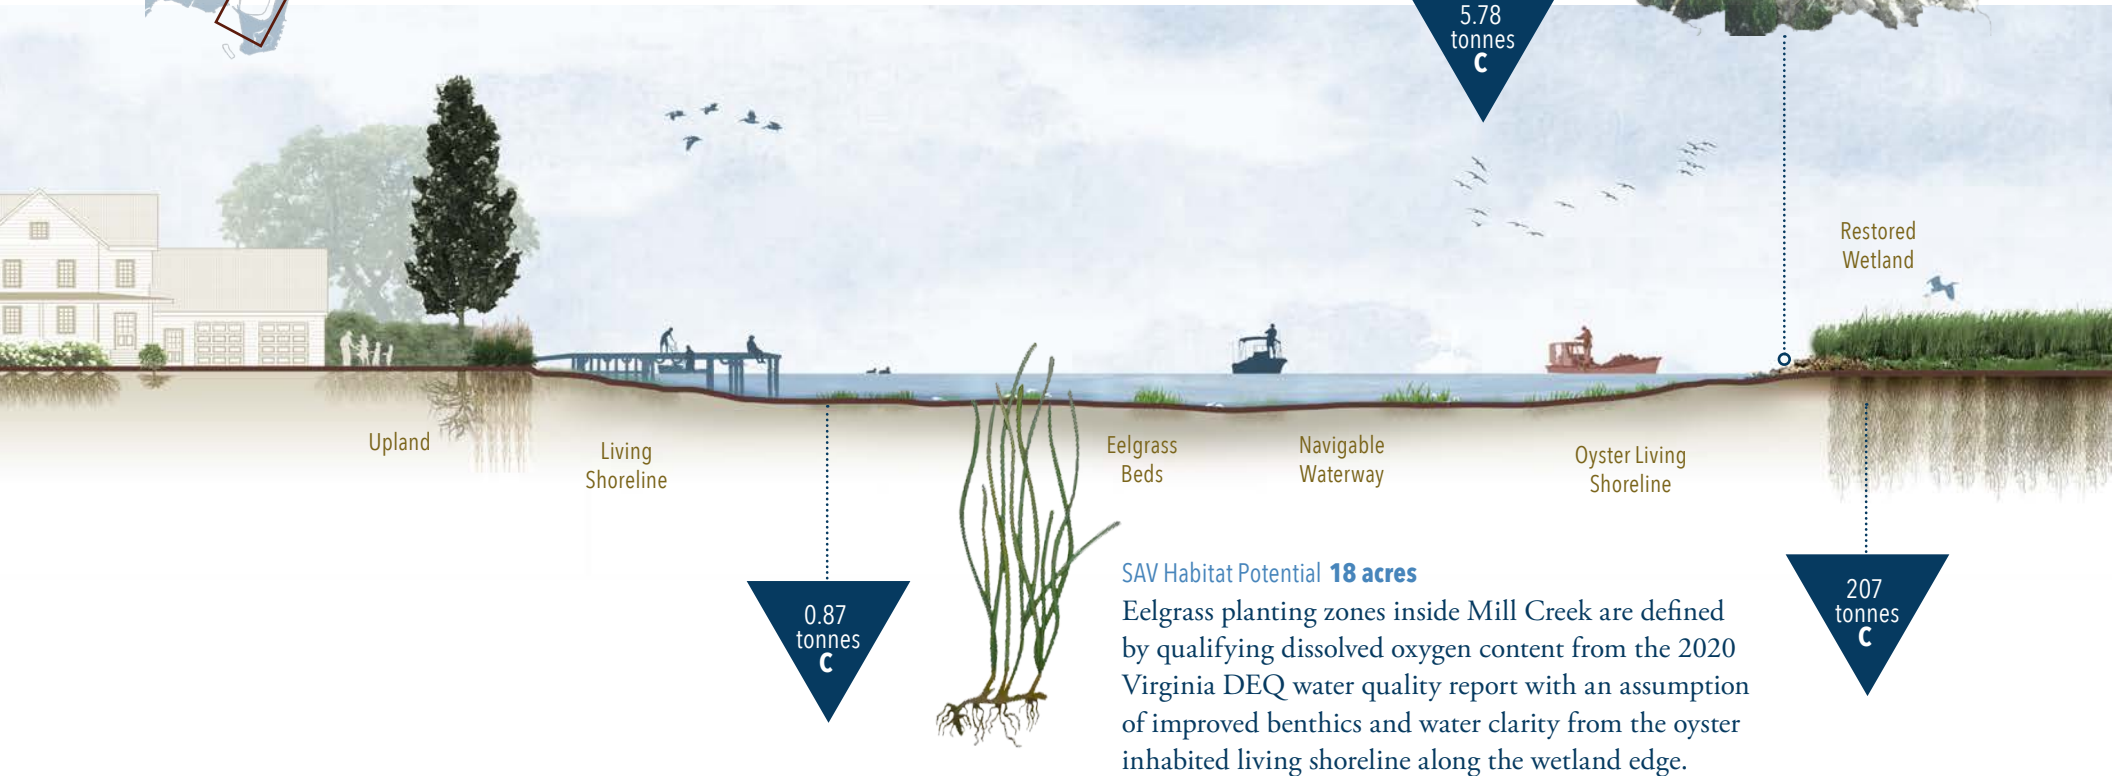 5.78
tonnes
C
Restored
Wetland
Upland
Living
Shoreline
Eelgrass
Beds
Navigable
Waterway
Oyster Living
Shoreline
0.87
tonnes
C
SAV Habitat Potential 18 acres
Eelgrass planting zones inside Mill Creek are defined
by qualifying dissolved oxygen content from the 2020
Virginia DEQ water quality report with an assumption
of improved benthics and water clarity from the oyster
inhabited living shoreline along the wetland edge.
207
tonnes
C